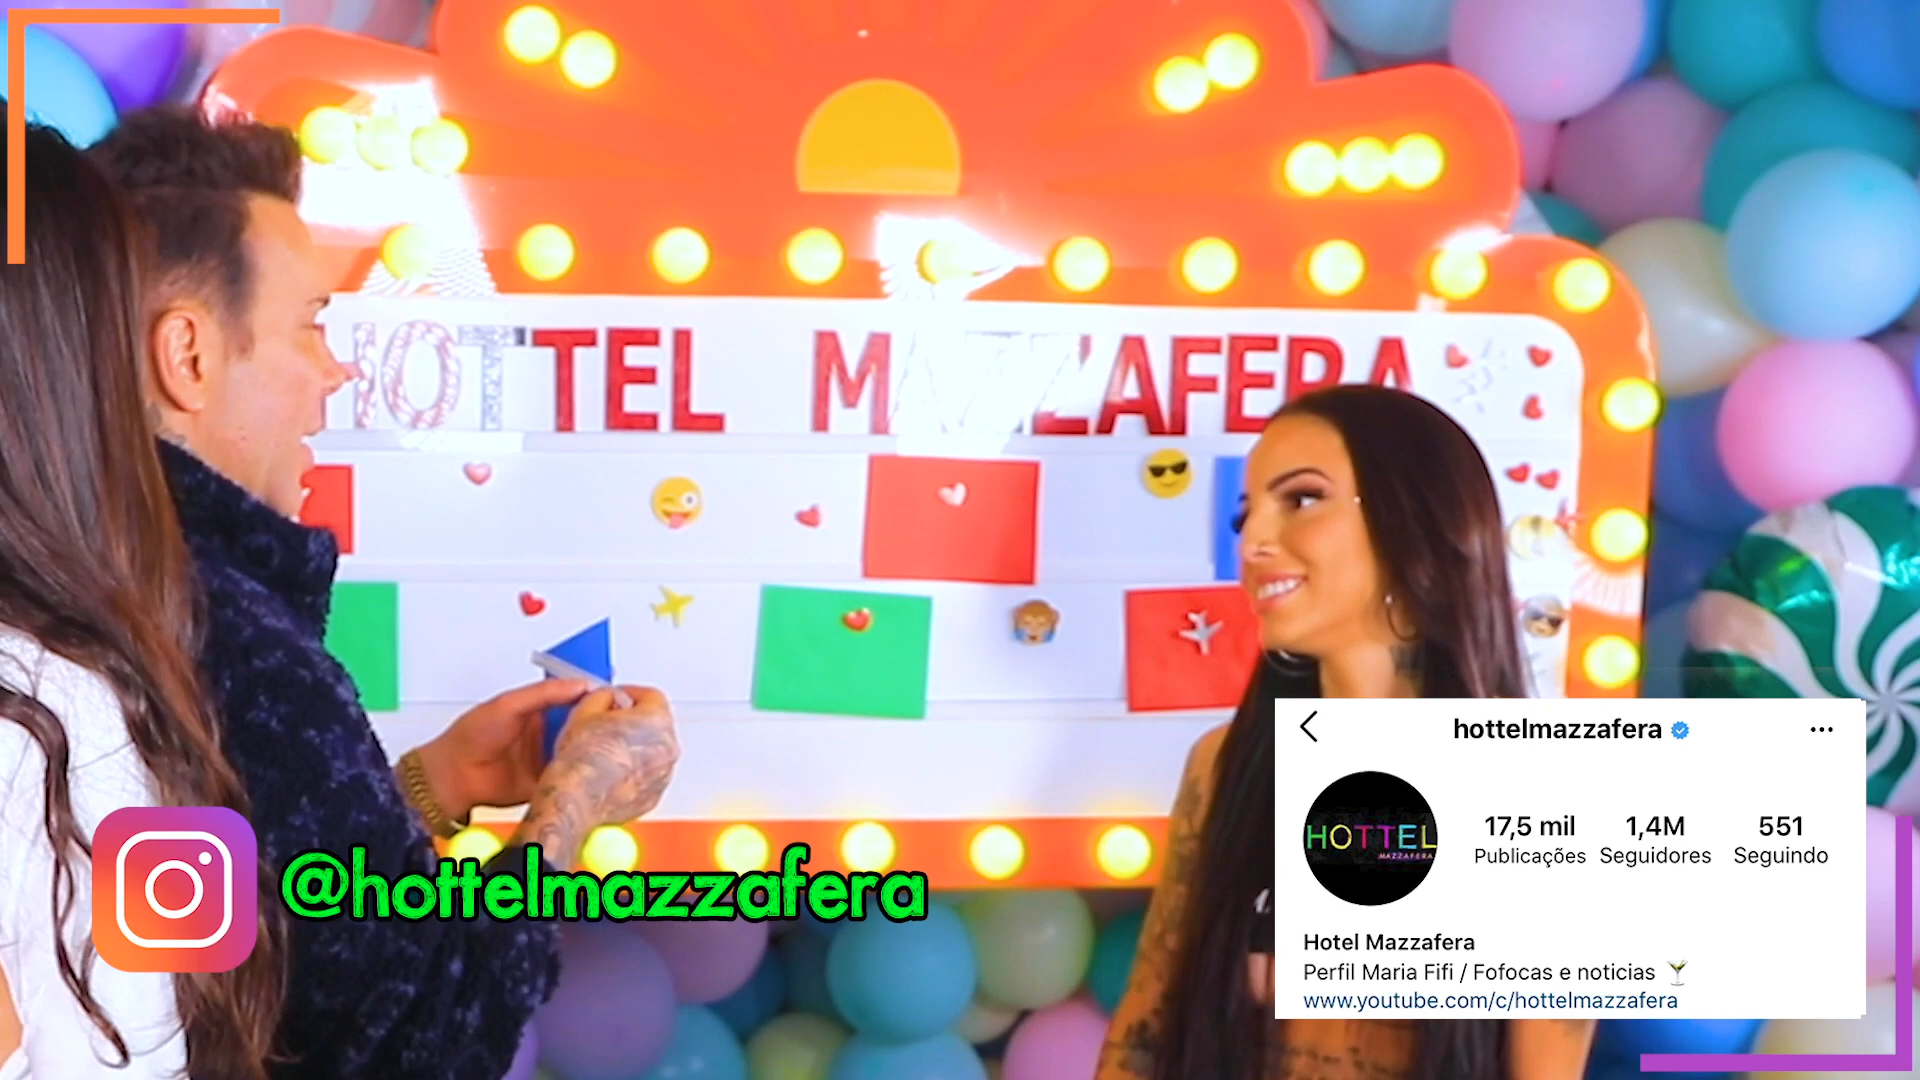 HOTTEL MAZZAFERA
hottelmazzafera
17,5 mil 1,4M 551
Publicações Seguidores Seguindo
HOTTEL
MAZZAFERA
@hottelmazzafera
Hotel Mazzafera
Perfil Maria Fifi / Fofocas e noticias
www.youtube.com/c/hottelmazzafera